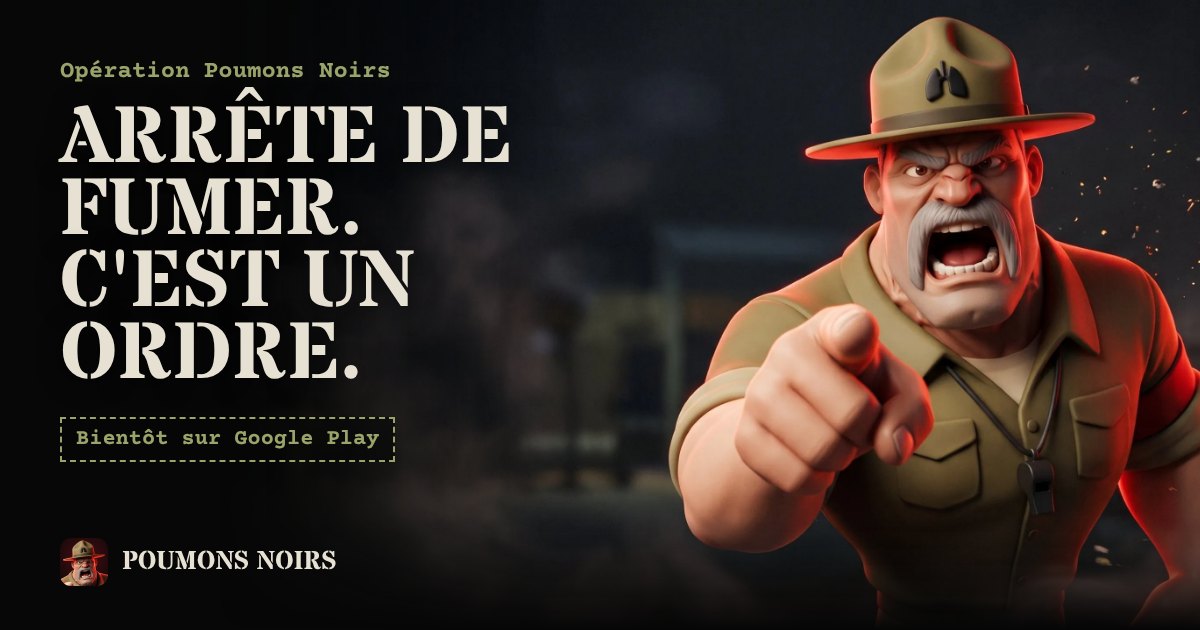 Opération Poumons Noirs
ARRÊTE DE
FUMER.
C'EST UN
ORDRE.
Bientôt sur Google Play
POUMONS NOIRS